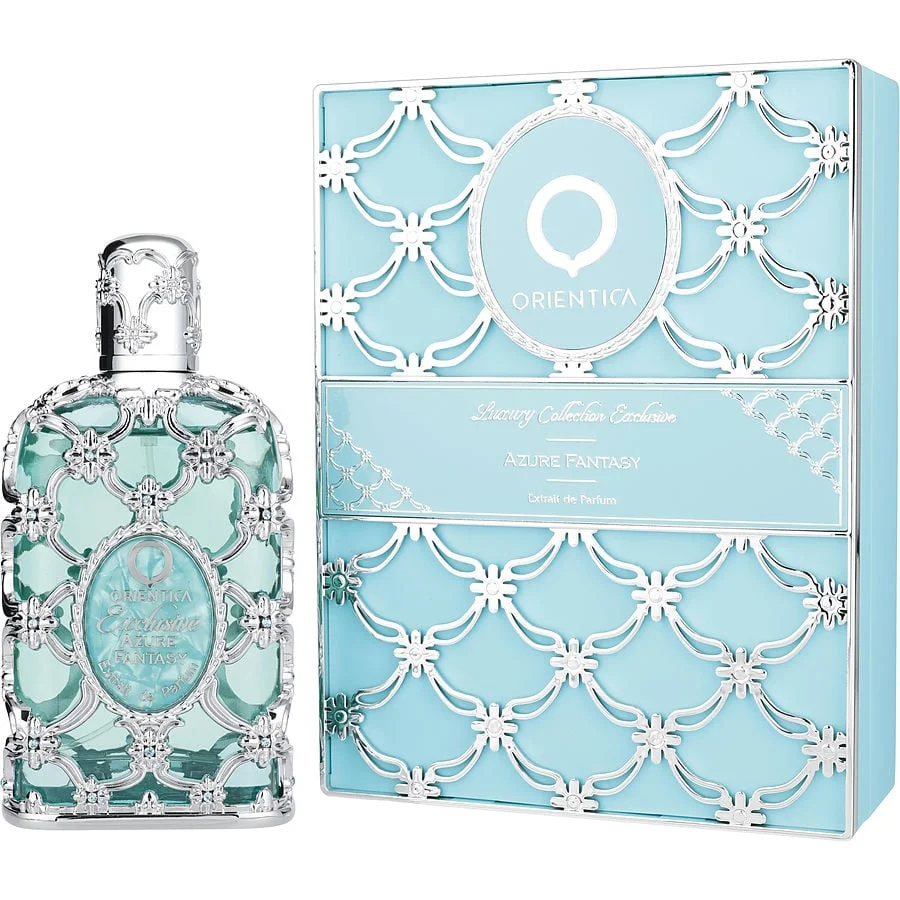 ORIENTICA
Luxury Collection Exclusive
AZURE FANTASY
Extrait de Parfum
ORIENTICA
Exclusive
AZURE
FANTASY
Extrait de Parfum